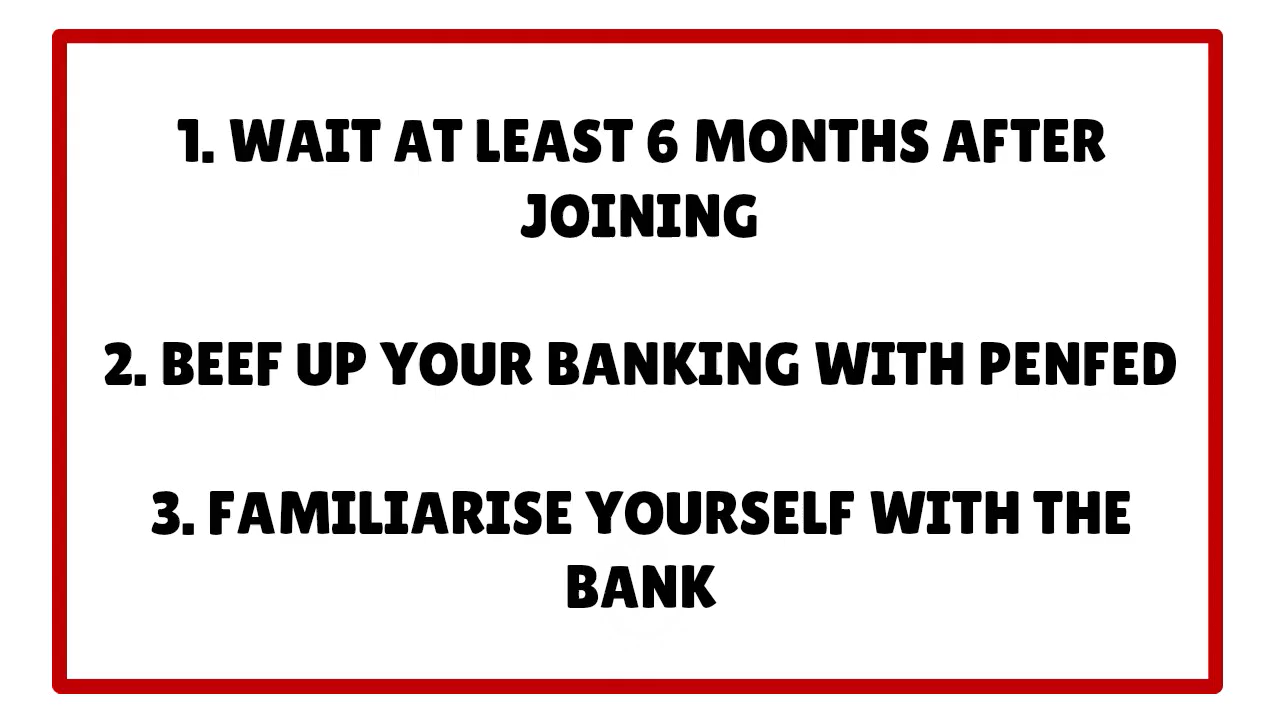 1. WAIT AT LEAST 6 MONTHS AFTER
JOINING
2. BEEF UP YOUR BANKING WITH PENFED
3. FAMILIARISE YOURSELF WITH THE
BANK